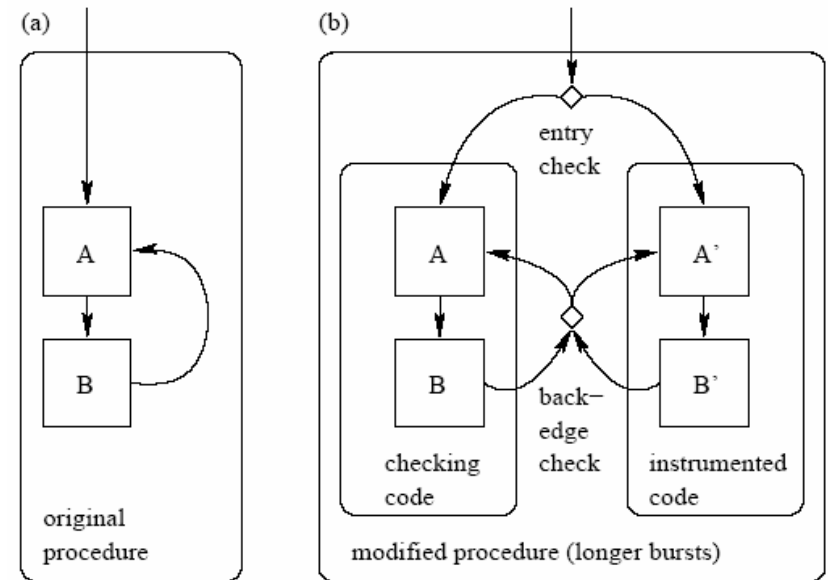 (a)
A
B
original
procedure
(b)
entry
check
A
A’
B
B’
back−
edge
check
checking
code
instrumented
code
modified procedure (longer bursts)